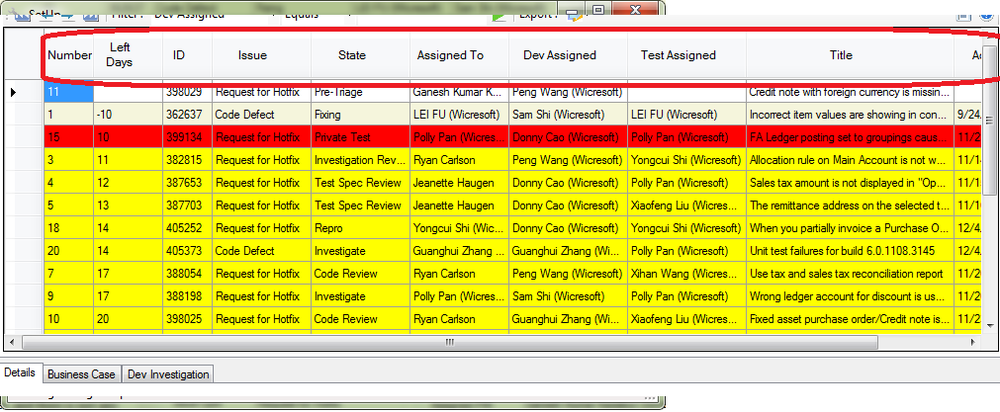 SetUp Filter : Dev Assigned Equals Export :
Number Left Days ID Issue State Assigned To Dev Assigned Test Assigned Title
11 398029 Request for Hotfix Pre-Triage Ganesh Kumar K... Peng Wang (Wicresoft) Credit note with foreign currency is missin...
1 -10 362637 Code Defect Fixing LEI FU (Wicresoft) Sam Shi (Wicresoft) LEI FU (Wicresoft) Incorrect item values are showing in con... 9/24.
15 10 399134 Request for Hotfix Private Test Polly Pan (Wicres... Donny Cao (Wicresoft) Polly Pan (Wicresoft) FA Ledger posting set to groupings caus... 11/2
3 11 382815 Request for Hotfix Investigation Rev... Ryan Carlson Donny Cao (Wicresoft) Yongcui Shi (Wicres... Allocation rule on Main Account is not w... 11/1
4 12 387653 Request for Hotfix Test Spec Review Jeanette Haugen Donny Cao (Wicresoft) Polly Pan (Wicresoft) Sales tax amount is not displayed in "Op... 11/1
5 13 387703 Request for Hotfix Test Spec Review Jeanette Haugen Donny Cao (Wicresoft) Xiaofeng Liu (Wicres... The remittance address on the selected t... 11/1
18 14 405252 Request for Hotfix Repro Yongcui Shi (Wic... Donny Cao (Wicresoft) Yongcui Shi (Wicres... When you partially invoice a Purchase O... 12/4.
20 14 405373 Code Defect Investigate Guanghui Zhang ... Guanghui Zhang (Wi... Polly Pan (Wicresoft) Unit test failures for build 6.0.1108.3145 12/4.
7 17 388054 Request for Hotfix Code Review Ryan Carlson Peng Wang (Wicresoft) Xihan Wang (Wicres... Use tax and sales tax reconciliation report 11/2
9 17 388198 Request for Hotfix Investigate Polly Pan (Wicres... Sam Shi (Wicresoft) Polly Pan (Wicresoft) Wrong ledger account for discount is us... 11/2
10 20 398025 Request for Hotfix Code Review Ryan Carlson Guanghui Zhang (Wi... Xiaofeng Liu (Wicres... Fixed asset purchase order/Credit note is... 11/2
Details Business Case Dev Investigation